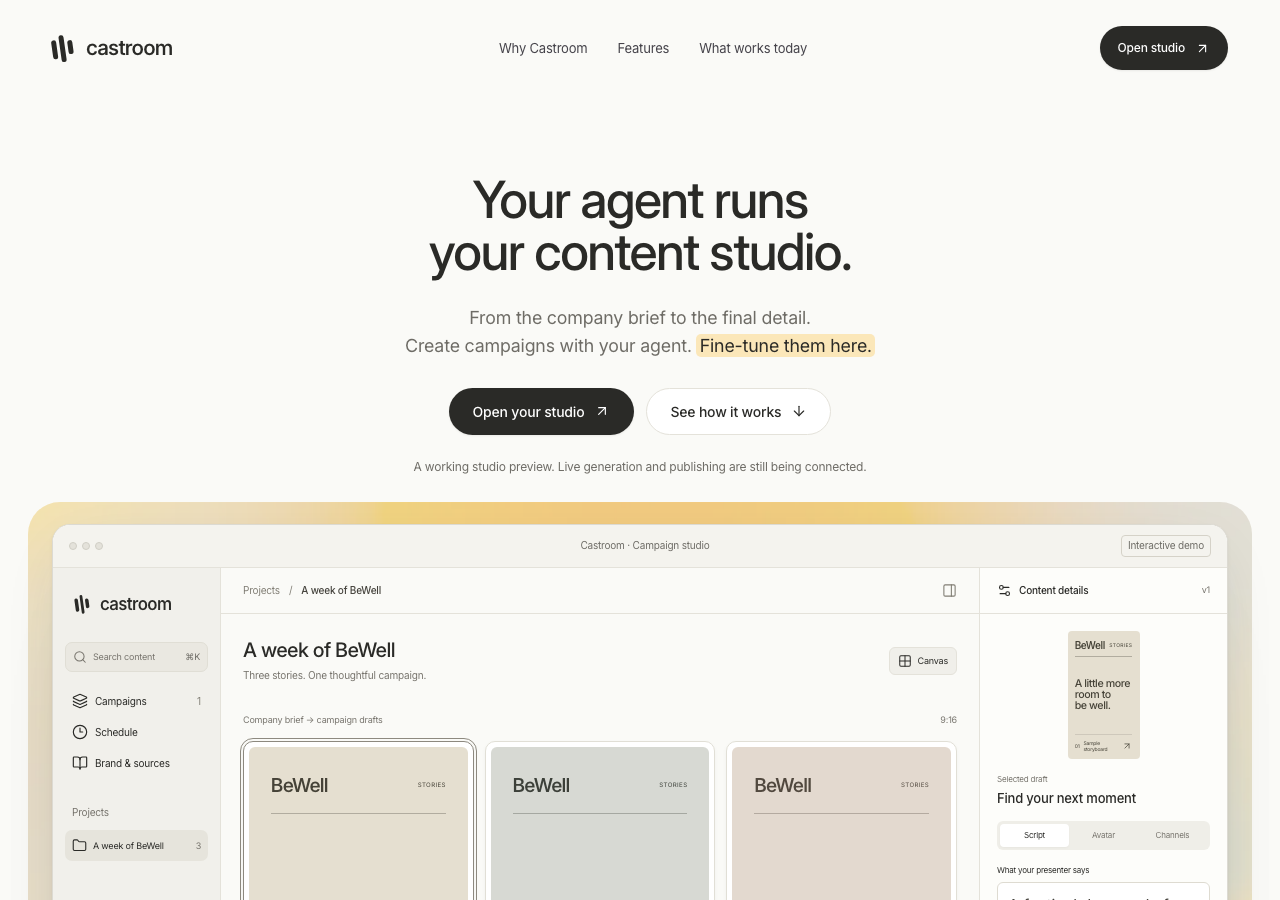 castroom
Why Castroom
Features
What works today
Open studio
Your agent runs
your content studio.
From the company brief to the final detail.
Create campaigns with your agent. Fine-tune them here.
Open your studio
See how it works
A working studio preview. Live generation and publishing are still being connected.
Castroom · Campaign studio
Interactive demo
castroom
Search content
⌘K
Campaigns
1
Schedule
Brand & sources
Projects
A week of BeWell
3
Projects / A week of BeWell
A week of BeWell
Three stories. One thoughtful campaign.
Canvas
Company brief → campaign drafts
9:16
BeWell
STORIES
BeWell
STORIES
BeWell
STORIES
Content details
v1
BeWell
STORIES
A little more
room to
be well.
01
Sample
storyboard
Selected draft
Find your next moment
Script
Avatar
Channels
What your presenter says